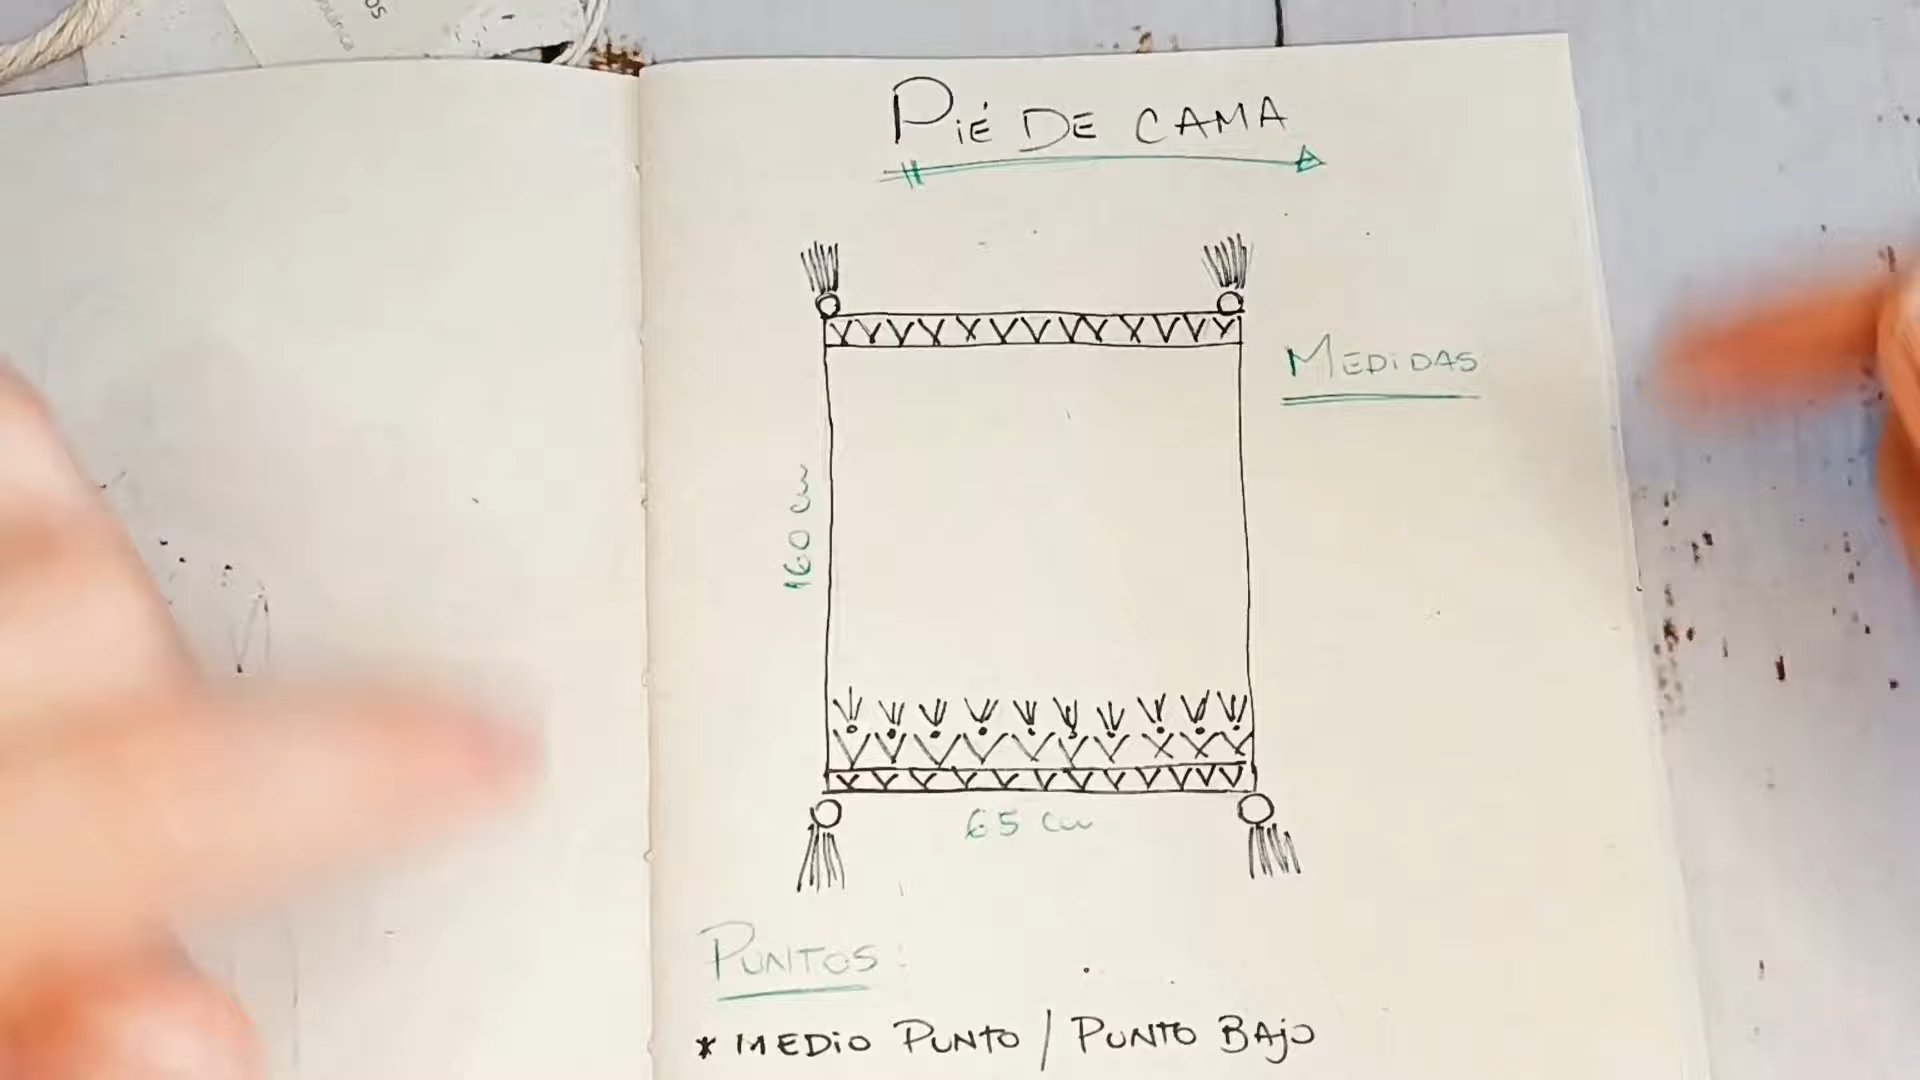 PIÉ DE CAMA
MEDIDAS
160 cm
65 cm
PUNTOS:
* MEDIO PUNTO / PUNTO BAJO